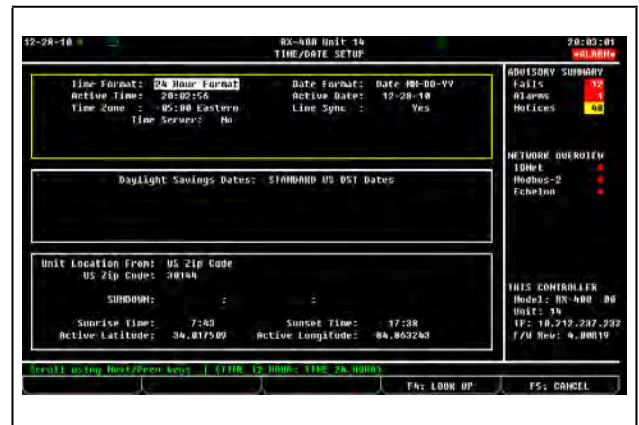 12-28-10 RX-400 Unit 14 20:03:01
TIME/DATE SETUP *ALARM*
Time Format: 24 Hour Format Date Format: Date MM-DD-YY
Active Time: 20:02:56 Active Date: 12-28-10
Time Zone : -05:00 Eastern Line Sync : Yes
Time Server: No
Daylight Savings Dates: STANDARD US DST Dates
Unit Location From: US Zip Code
US Zip Code: 30144
SUNDOWN: : :
Sunrise Time: 7:43 Sunset Time: 17:38
Active Latitude: 34.017509 Active Longitude: 84.863243
ADVISORY SUMMARY
Fails 12
Alarms 1
Notices 40
NETWORK OVERVIEW
IONet
Modbus-2
Echelon
THIS CONTROLLER
Model: RX-400 00
Unit: 14
IP: 10.212.237.232
F/W Rev: 4.00B19
Scroll using Next/Prev keys | (TIME 12 HOUR; TIME 24 HOUR)
F4: LOOK UP F5: CANCEL